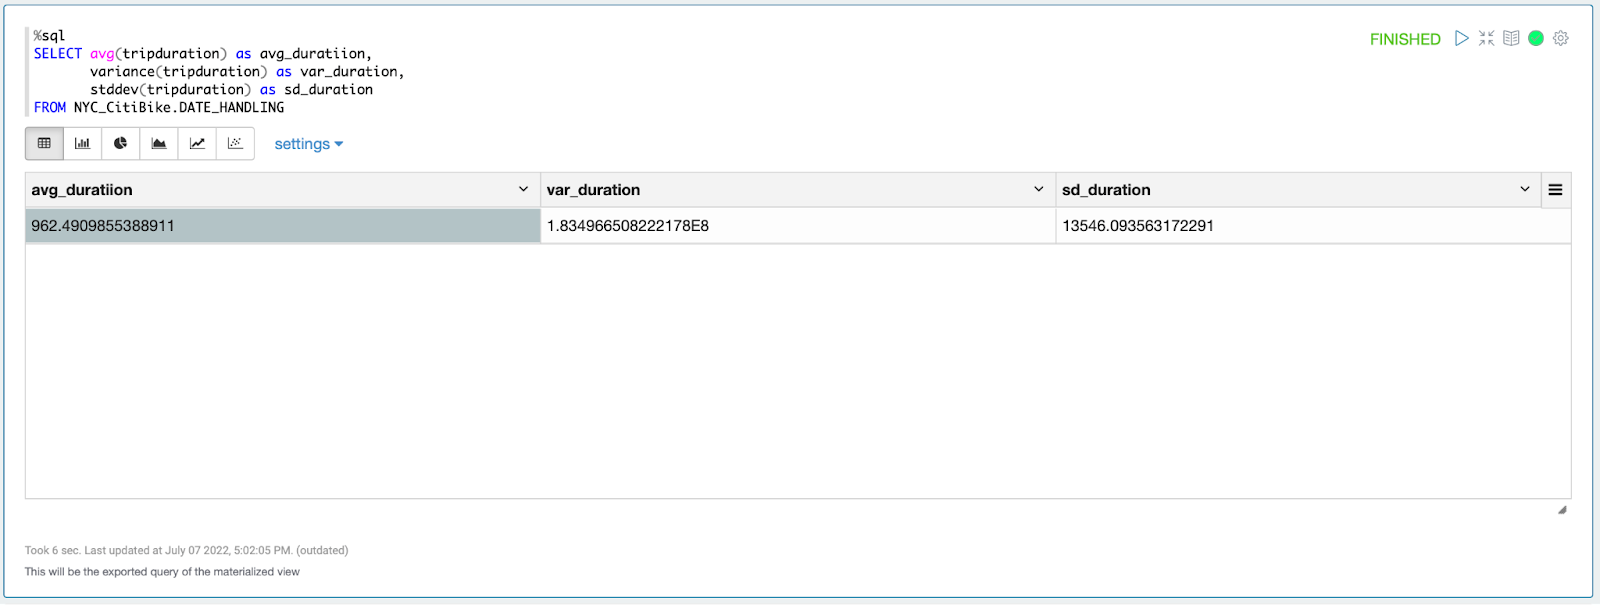 %sql
FINISHED
SELECT avg(tripduration) as avg_duratiion,
variance(tripduration) as var_duration,
stddev(tripduration) as sd_duration
FROM NYC_CitiBike.DATE_HANDLING
settings
avg_duratiion var_duration sd_duration
962.4909855388911 1.834966508222178E8 13546.093563172291
Took 6 sec. Last updated at July 07 2022, 5:02:05 PM. (outdated)
This will be the exported query of the materialized view